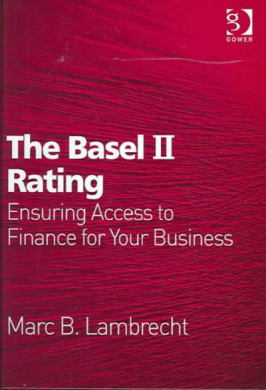 GOWER
The Basel II
Rating
Ensuring Access to
Finance for Your Business
Marc B. Lambrecht